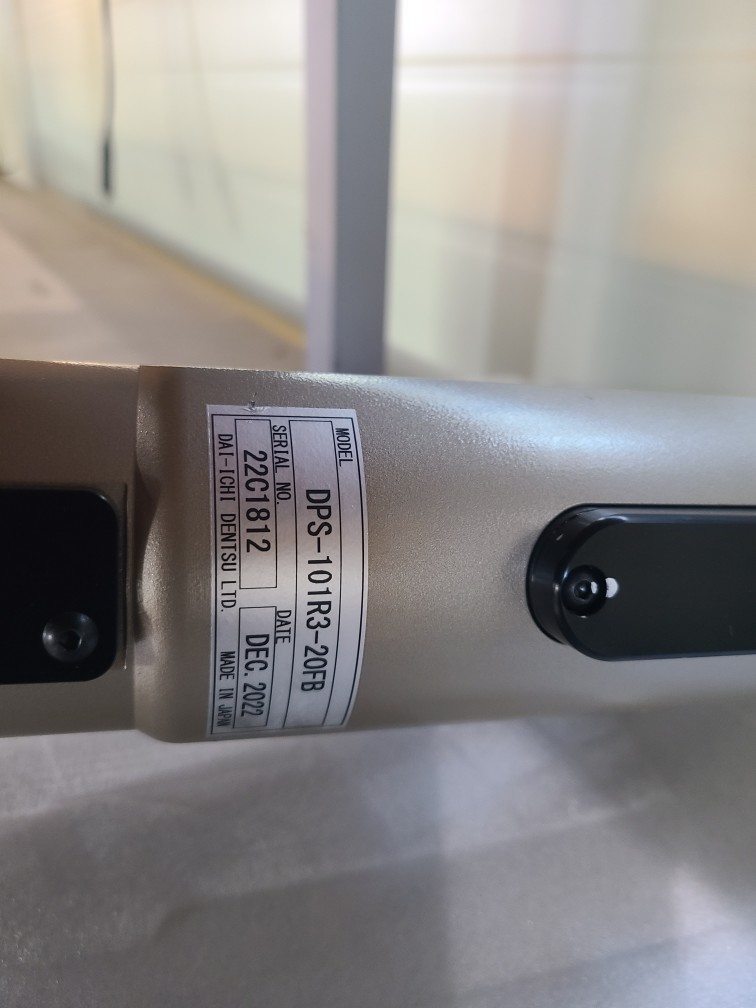 MODEL
DPS-101R3-20FB
SERIAL NO. DATE
22C1812 DEC. 2022
DAI-ICHI DENTSU LTD. MADE IN JAPAN